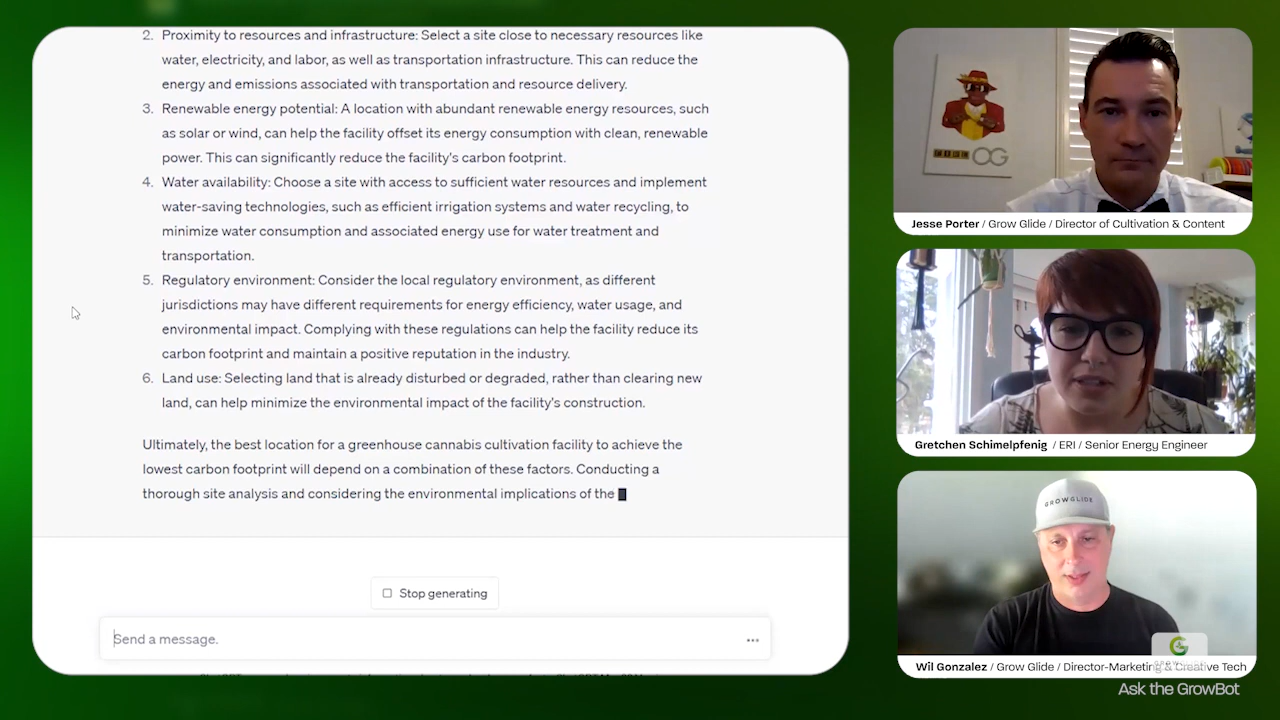 2. Proximity to resources and infrastructure: Select a site close to necessary resources like
water, electricity, and labor, as well as transportation infrastructure. This can reduce the
energy and emissions associated with transportation and resource delivery.
3. Renewable energy potential: A location with abundant renewable energy resources, such
as solar or wind, can help the facility offset its energy consumption with clean, renewable
power. This can significantly reduce the facility's carbon footprint.
4. Water availability: Choose a site with access to sufficient water resources and implement
water-saving technologies, such as efficient irrigation systems and water recycling, to
minimize water consumption and associated energy use for water treatment and
transportation.
5. Regulatory environment: Consider the local regulatory environment, as different
jurisdictions may have different requirements for energy efficiency, water usage, and
environmental impact. Complying with these regulations can help the facility reduce its
carbon footprint and maintain a positive reputation in the industry.
6. Land use: Selecting land that is already disturbed or degraded, rather than clearing new
land, can help minimize the environmental impact of the facility's construction.
Ultimately, the best location for a greenhouse cannabis cultivation facility to achieve the
lowest carbon footprint will depend on a combination of these factors. Conducting a
thorough site analysis and considering the environmental implications of the
Stop generating
Send a message.
OG
Jesse Porter / Grow Glide / Director of Cultivation & Content
Gretchen Schimelpfenig / ERI / Senior Energy Engineer
GROWGLIDE
Wil Gonzalez / Grow Glide / Director-Marketing & Creative Tech
Ask the GrowBot